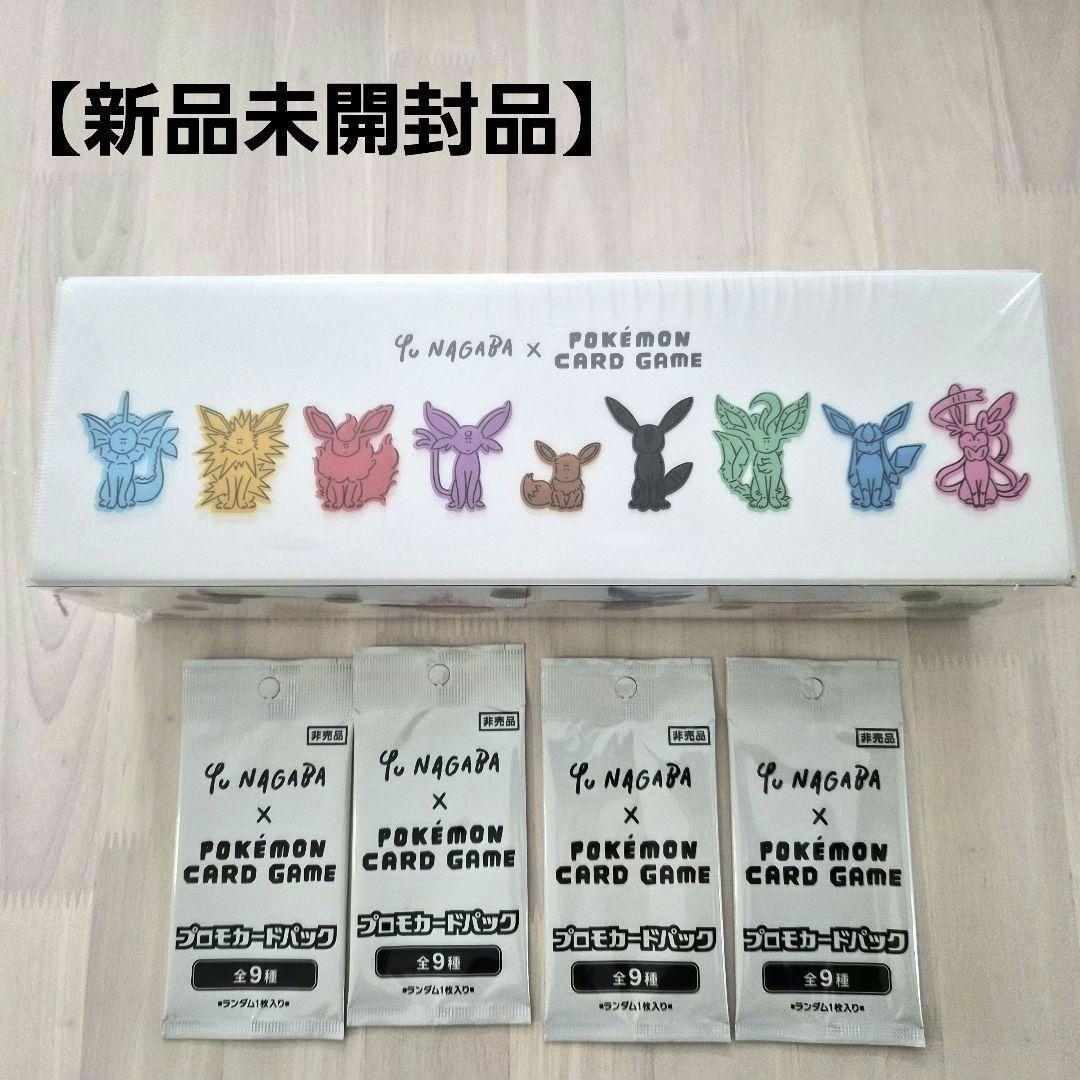 【新品未開封品】
YU NAGABA × POKÉMON
CARD GAME
非売品
YU NAGABA
×
POKÉMON
CARD GAME
プロモカードパック
全9種
■ランダム1枚入り■
非売品
YU NAGABA
×
POKÉMON
CARD GAME
プロモカードパック
全9種
■ランダム1枚入り■
非売品
YU NAGABA
×
POKÉMON
CARD GAME
プロモカードパック
全9種
■ランダム1枚入り■
非売品
YU NAGABA
×
POKÉMON
CARD GAME
プロモカードパック
全9種
■ランダム1枚入り■